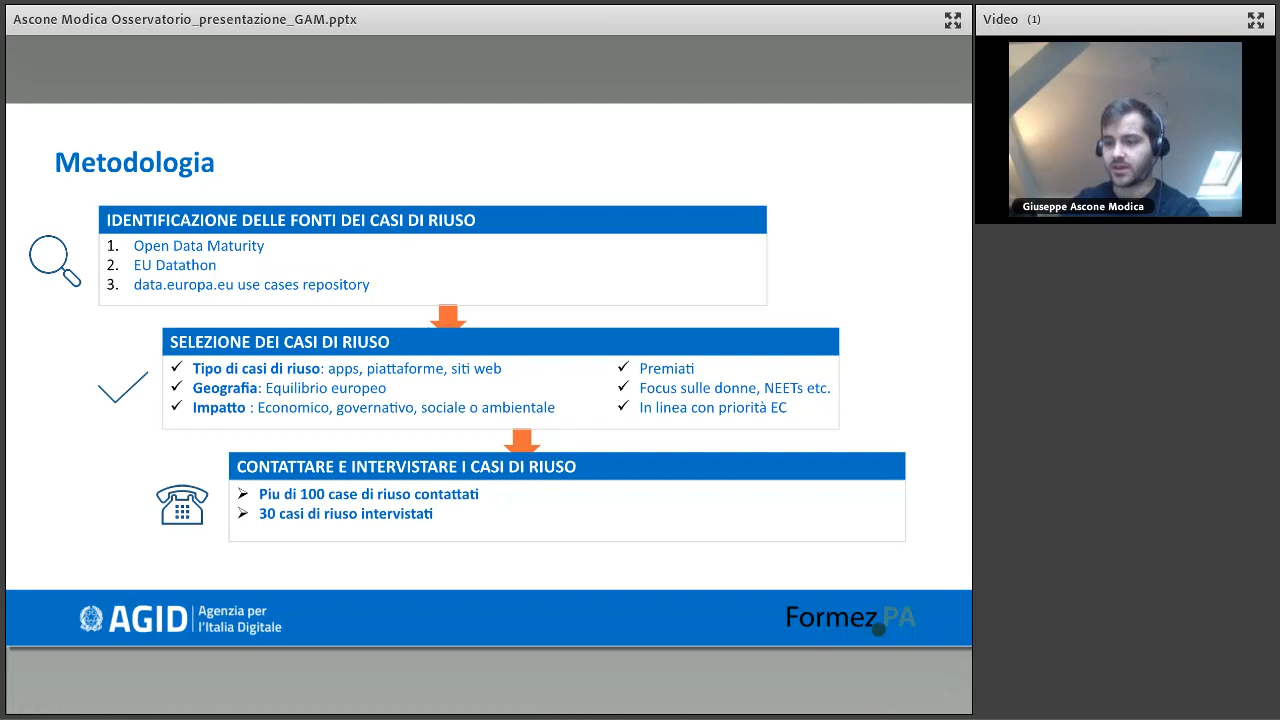 Ascone Modica Osservatorio_presentazione_GAM.pptx
Video (1)
Giuseppe Ascone Modica
Metodologia
IDENTIFICAZIONE DELLE FONTI DEI CASI DI RIUSO
1. Open Data Maturity
2. EU Datathon
3. data.europa.eu use cases repository
SELEZIONE DEI CASI DI RIUSO
Tipo di casi di riuso: apps, piattaforme, siti web
Geografia: Equilibrio europeo
Impatto : Economico, governativo, sociale o ambientale
Premiati
Focus sulle donne, NEETs etc.
In linea con priorità EC
CONTATTARE E INTERVISTARE I CASI DI RIUSO
Piu di 100 case di riuso contattati
30 casi di riuso intervistati
AGID
Agenzia per
l'Italia Digitale
Formez PA